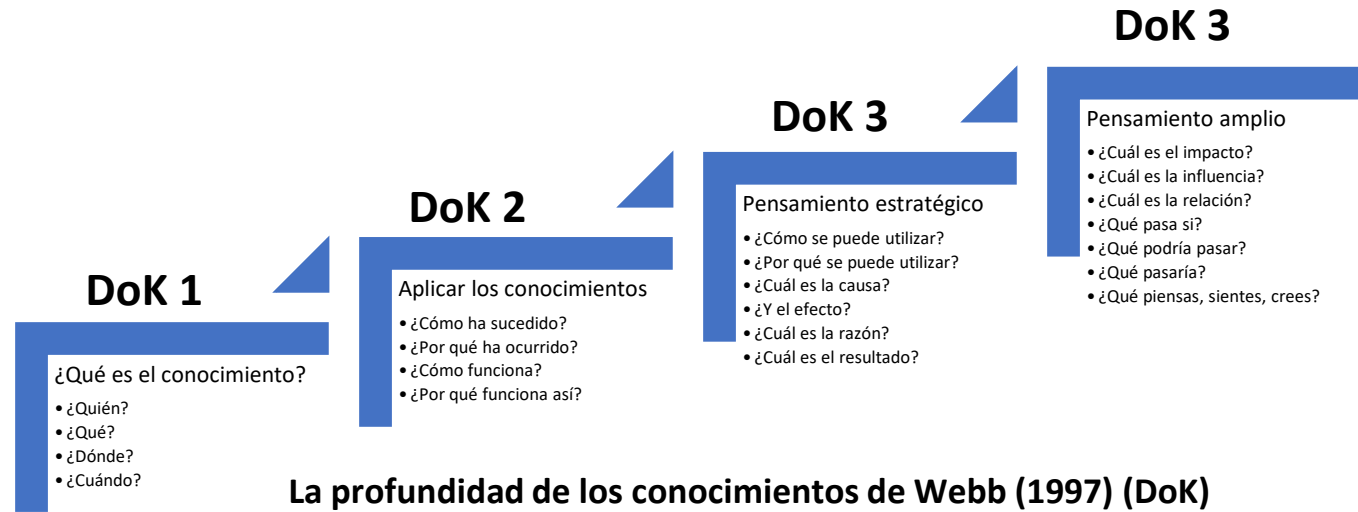 DoK 1
¿Qué es el conocimiento?
• ¿Quién?
• ¿Qué?
• ¿Dónde?
• ¿Cuándo?
DoK 2
Aplicar los conocimientos
• ¿Cómo ha sucedido?
• ¿Por qué ha ocurrido?
• ¿Cómo funciona?
• ¿Por qué funciona así?
DoK 3
Pensamiento estratégico
• ¿Cómo se puede utilizar?
• ¿Por qué se puede utilizar?
• ¿Cuál es la causa?
• ¿Y el efecto?
• ¿Cuál es la razón?
• ¿Cuál es el resultado?
DoK 3
Pensamiento amplio
• ¿Cuál es el impacto?
• ¿Cuál es la influencia?
• ¿Cuál es la relación?
• ¿Qué pasa si?
• ¿Qué podría pasar?
• ¿Qué pasaría?
• ¿Qué piensas, sientes, crees?
La profundidad de los conocimientos de Webb (1997) (DoK)